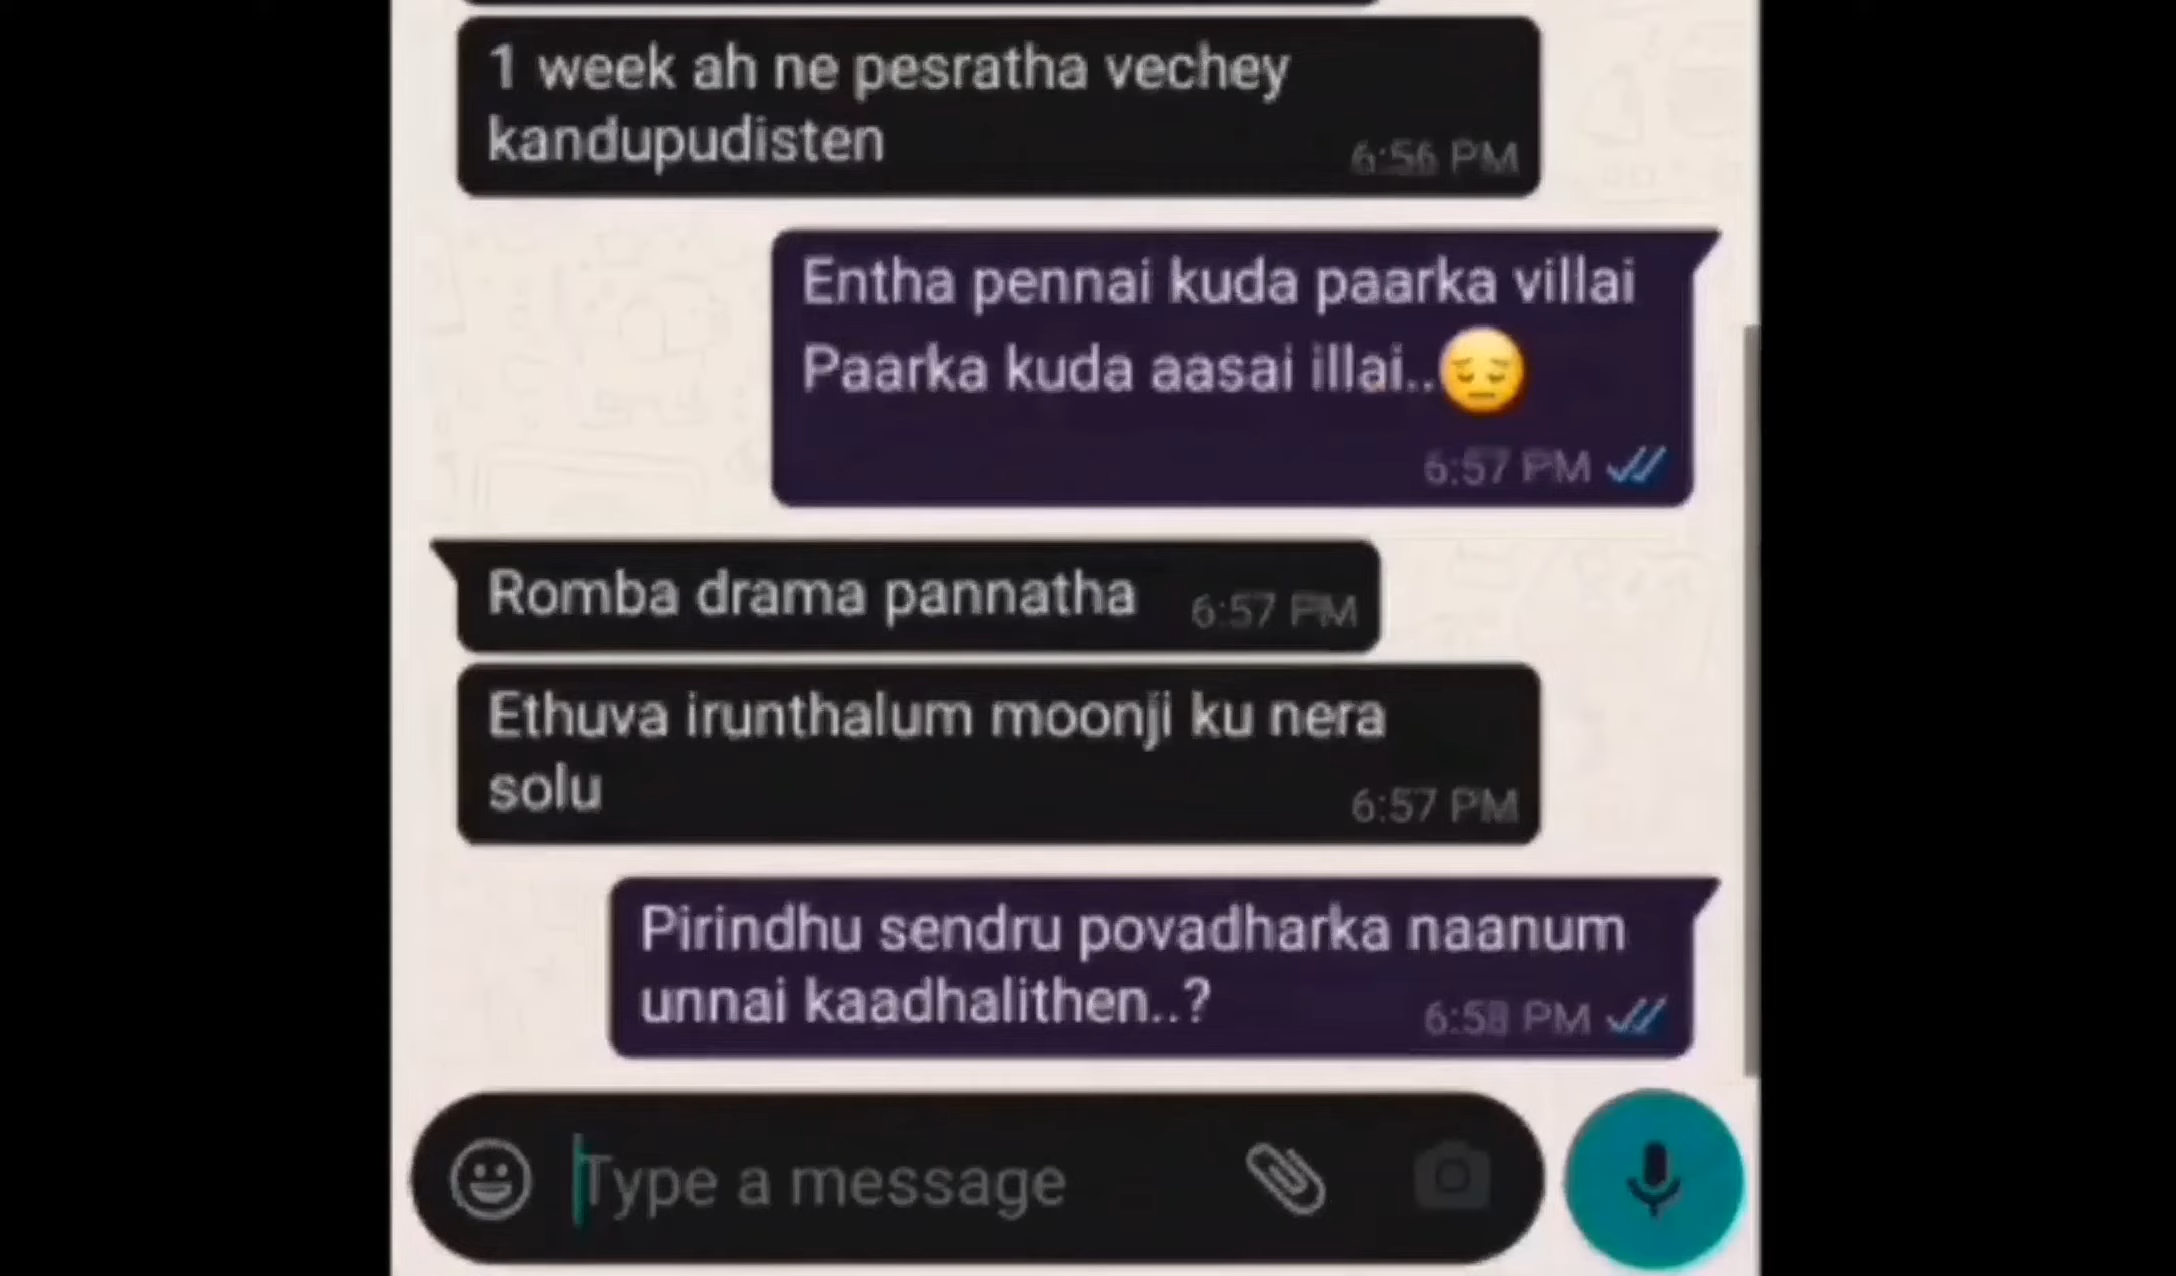 1 week ah ne pesratha vechey
kandupudisten
6:56 PM
Entha pennai kuda paarka villai
Paarka kuda aasai illai..😔
6:57 PM
Romba drama pannatha 6:57 PM
Ethuva irunthalum moonji ku nera
solu
6:57 PM
Pirindhu sendru povadharka naanum
unnai kaadhalithen..?
6:58 PM
Type a message